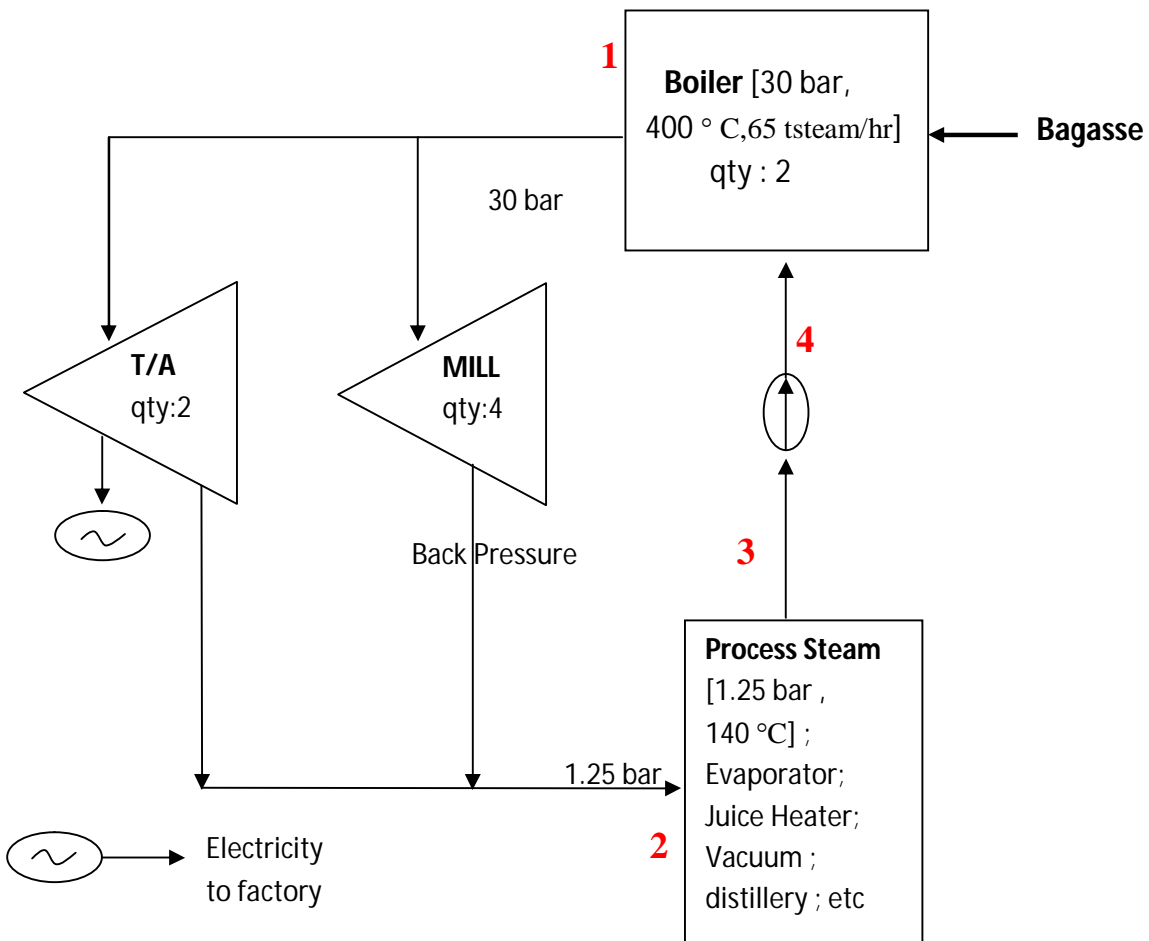 1
Boiler [30 bar,
400 ° C,65 tsteam/hr]
qty : 2
Bagasse
30 bar
T/A
qty:2
MILL
qty:4
4
Back Pressure
3
Process Steam
[1.25 bar ,
140 °C] ;
Evaporator;
Juice Heater;
Vacuum ;
distillery ; etc
1.25 bar
2
Electricity
to factory